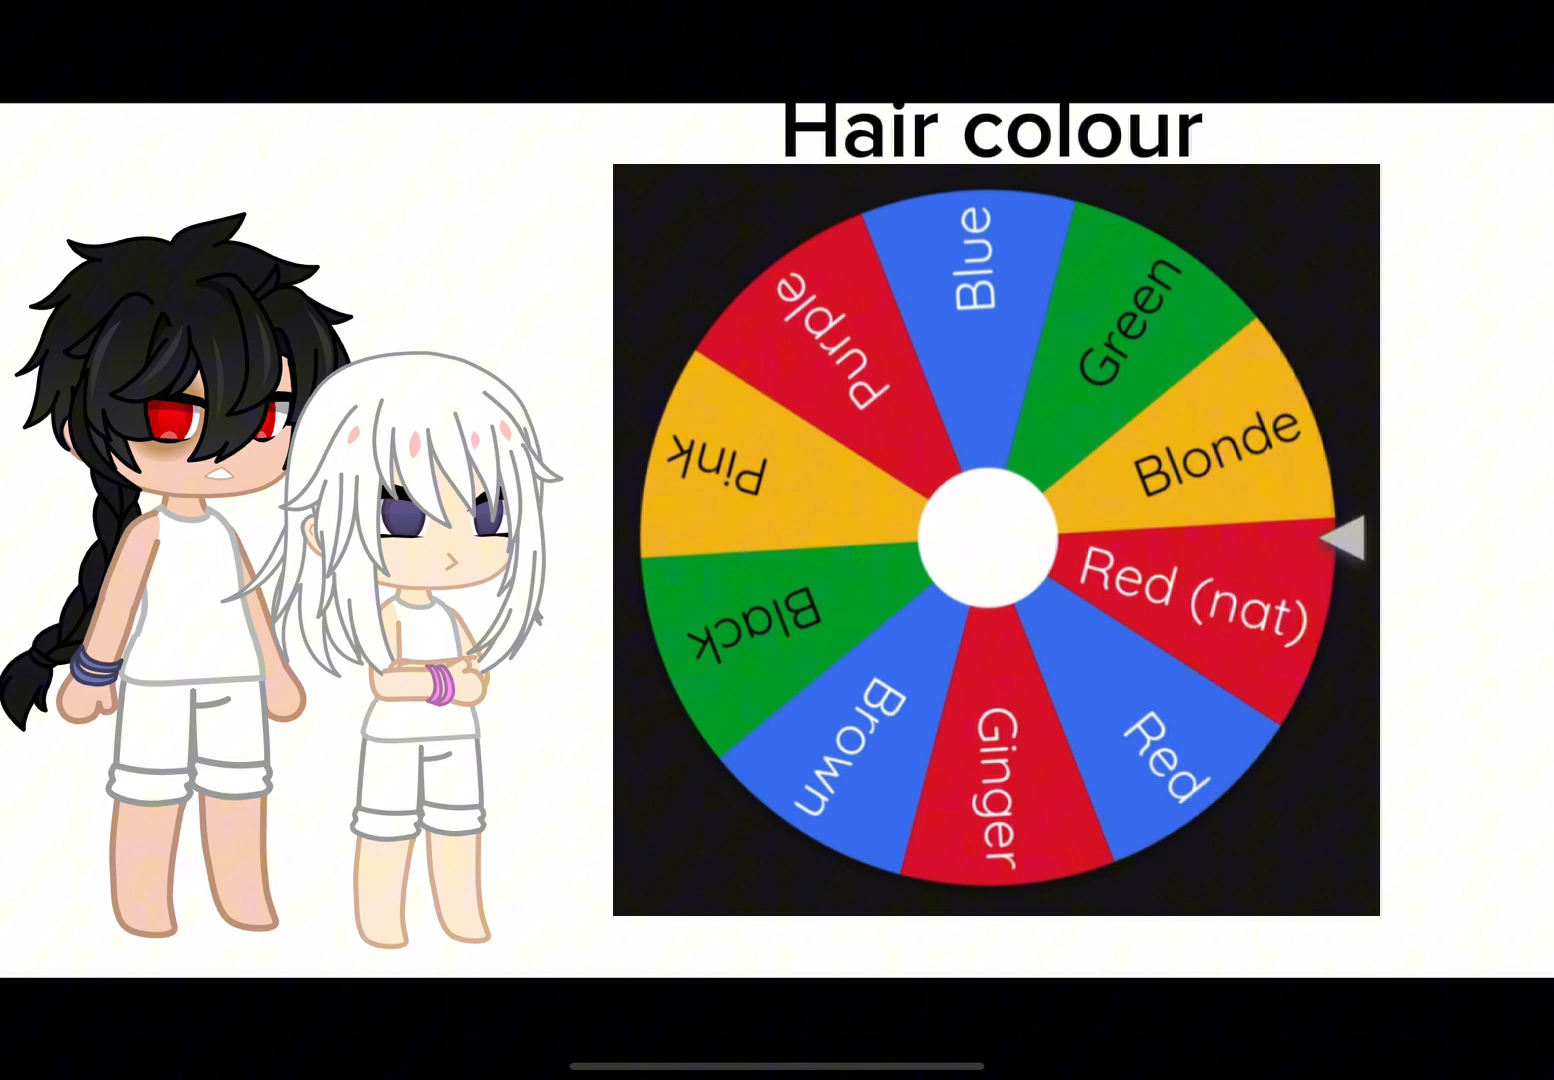 Hair colour
Blue
Green
Blonde
Red (nat)
Red
Ginger
Brown
Black
Pink
Purple